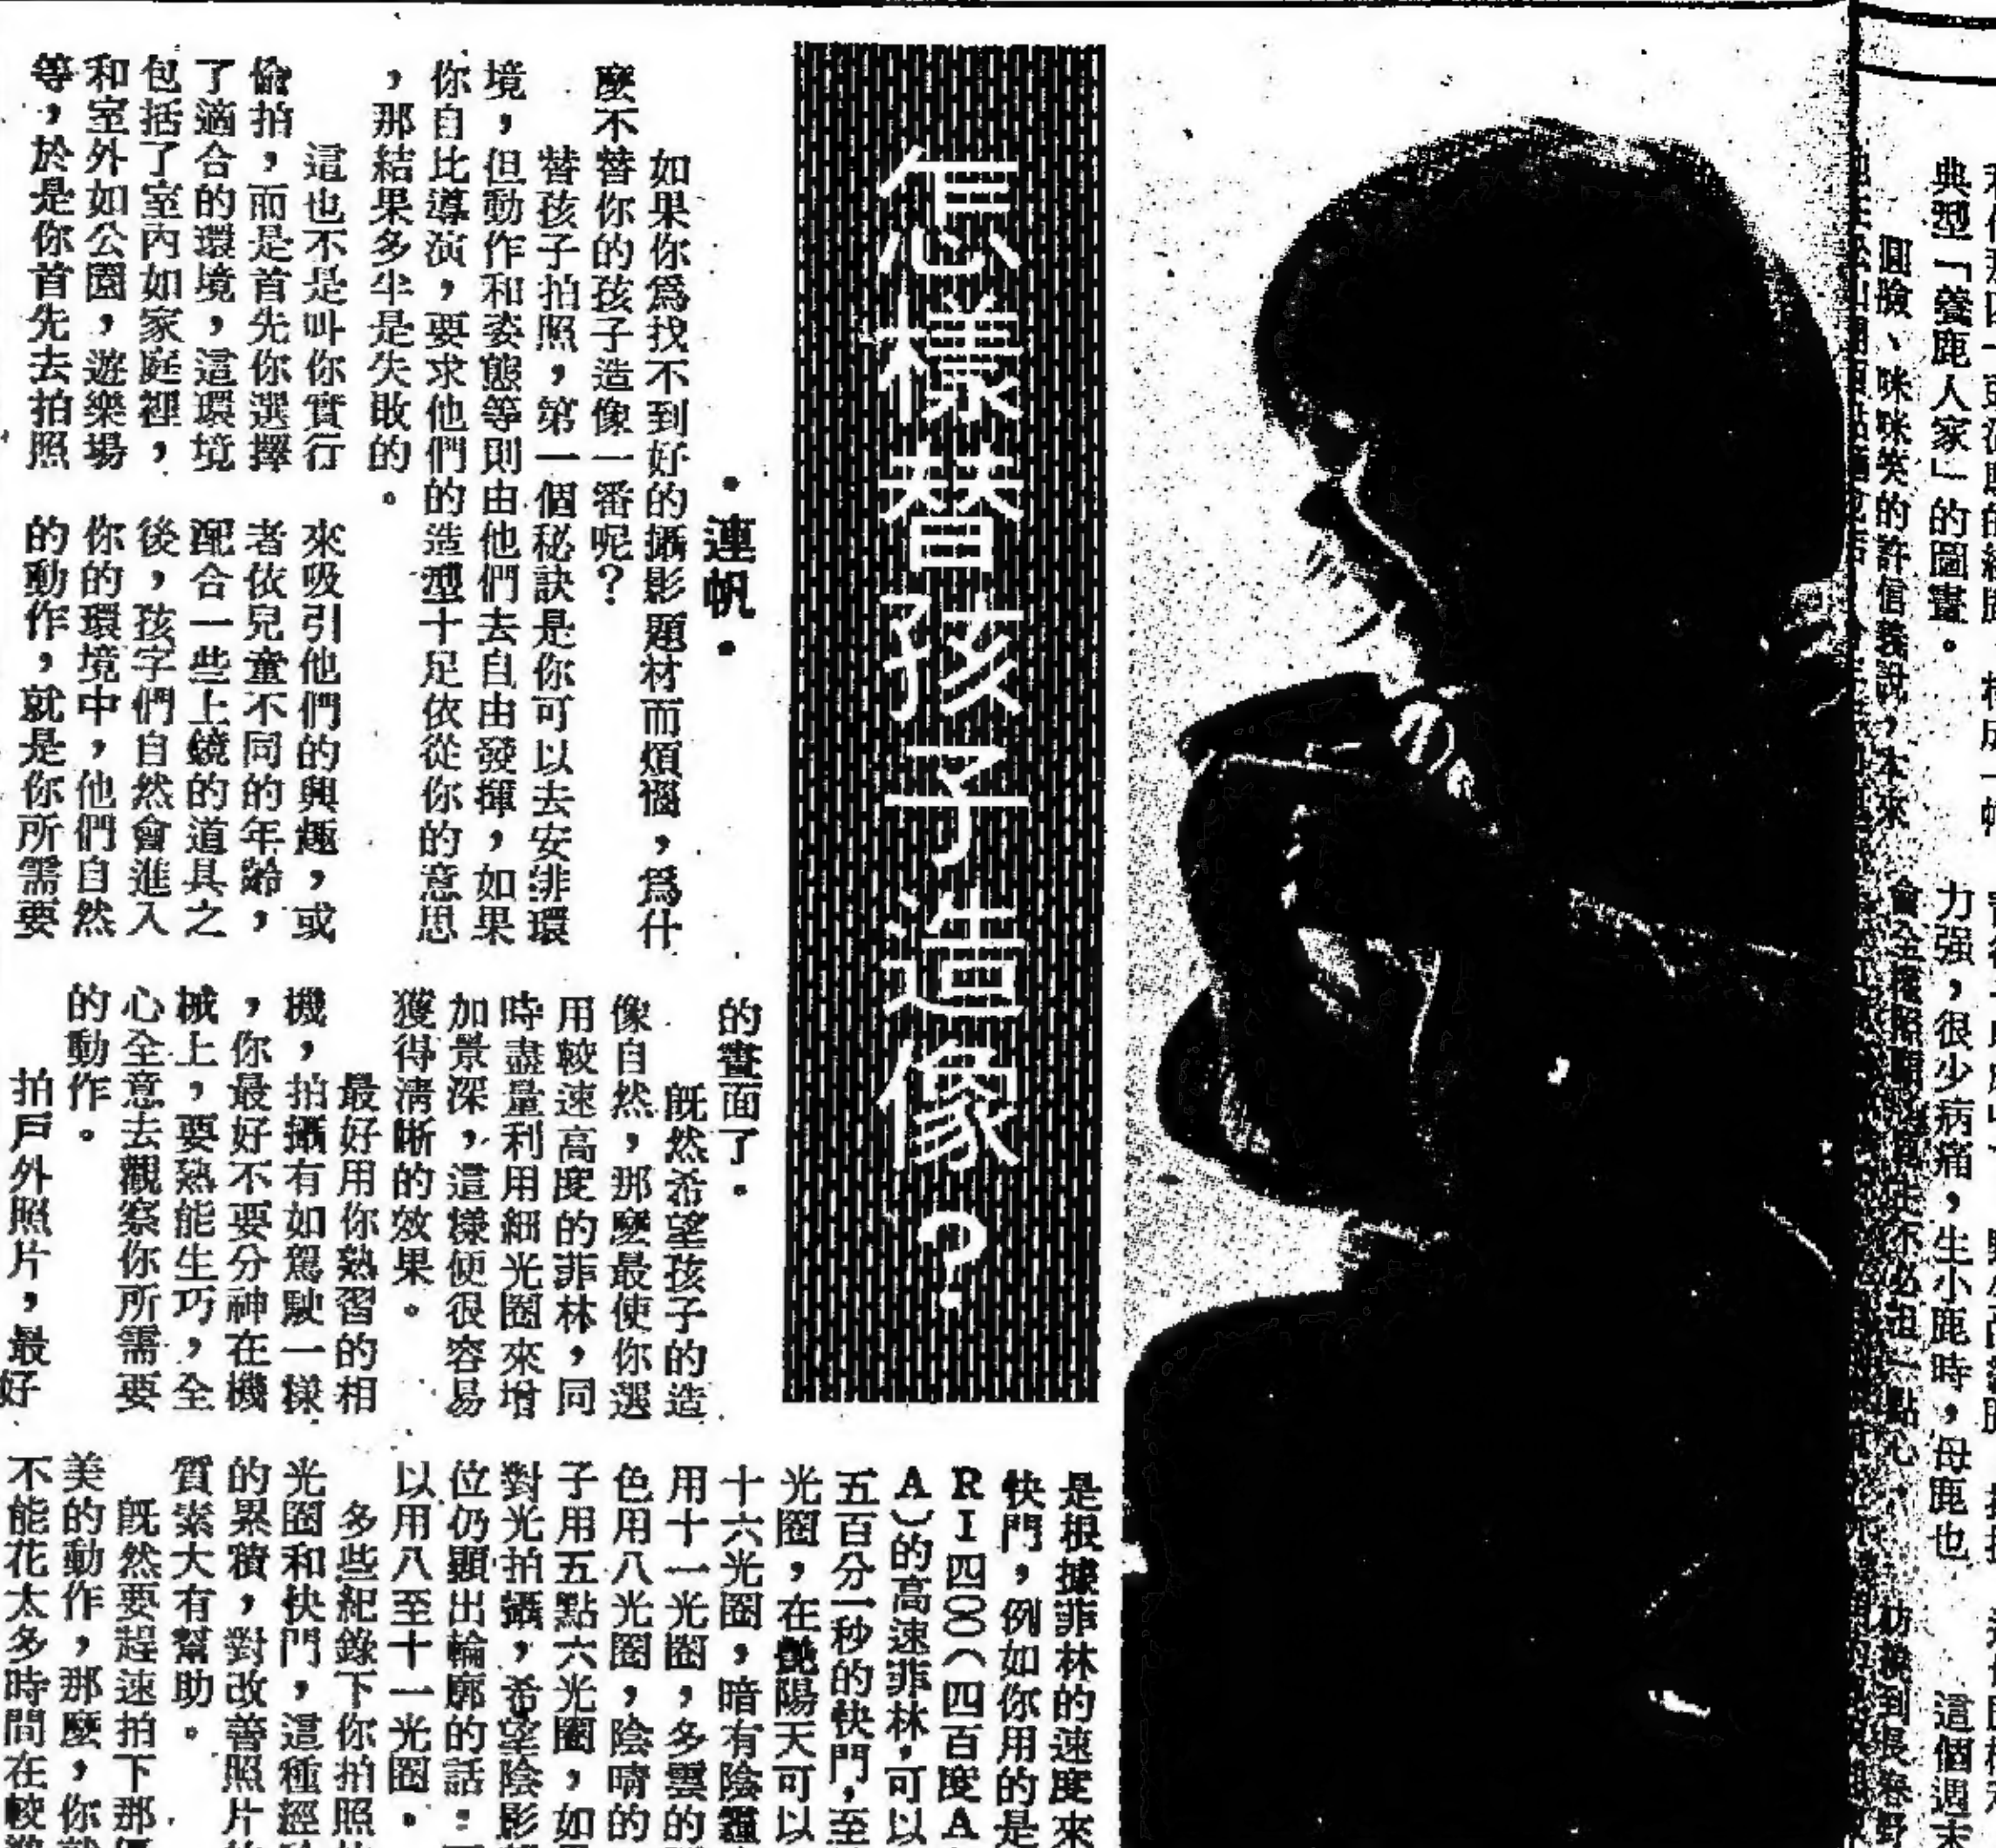 怎樣替孩子造像？
·連帆·
如果你爲找不到好的攝影題材而煩惱，爲什
麼不替你的孩子造像一番呢？
替孩子拍照，第一個秘訣是你可以去安排環
境，但動作和姿態等則由他們去自由發揮，如果
你自比導演，要求他們的造型十足依從你的意思
，那結果多半是失敗的。
這也不是叫你實行
偷拍，而是首先你選擇
了適合的環境，這環境
包括了室內如家庭裡，
和室外如公園，遊樂場
等，於是你首先去拍照
來吸引他們的興趣，或
者依兒童不同的年齡，
配合一些上鏡的道具之
後，孩字們自然會進入
你的環境中，他們自然
的動作，就是你所需要
的畫面了。
既然希望孩子的造
像自然，那麼最使你選
用較速高度的菲林，同
時盡量利用細光圈來增
加景深，這樣便很容易
獲得淸晰的效果。
最好用你熟習的相
機，拍攝有如駕駛一樣
，你最好不要分神在機
械上，要熟能生巧，全
心全意去觀察你所需要
的動作。
拍戶外照片，最好
是根據菲林的速度來
快門，例如你用的是
RI四〇〇（四百度A
A）的高速菲林，可以
五百分一秒的快門，至
光圈，在艷陽天可以
十六光圈，暗有陰霾
用十一光圈，多雲的
色用八光圈，陰晴的
子用五點六光圈，如
對光拍攝，希望陰影
位仍顯出輪廓的話
以用八至十一光圈。
多些紀錄下你拍照
光圈和快門，這種經
的累積，對改善照片
質素大有幫助。
既然要趕速拍下那
美的動作，那麼，你
不能花太多時間在較
典型「養鹿人家」的圖畫。
圓臉、咪咪笑的許信義說，本來
力强，很少病痛，生小鹿時，母鹿也
這個週末